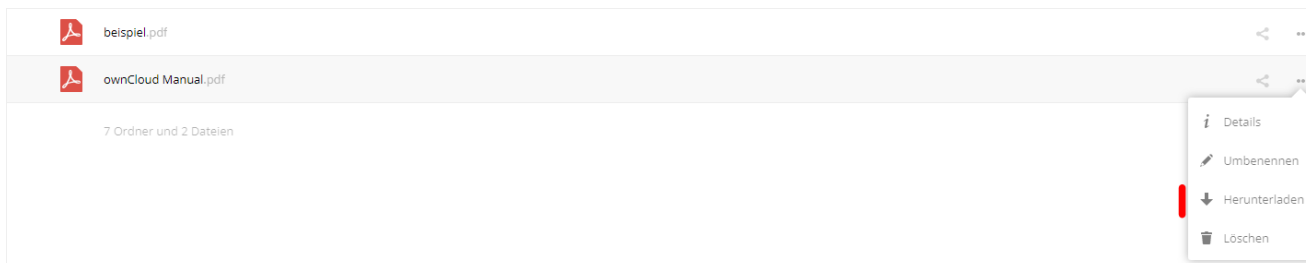 beispiel.pdf
ownCloud Manual.pdf
7 Ordner und 2 Dateien
Details
Umbenennen
Herunterladen
Löschen